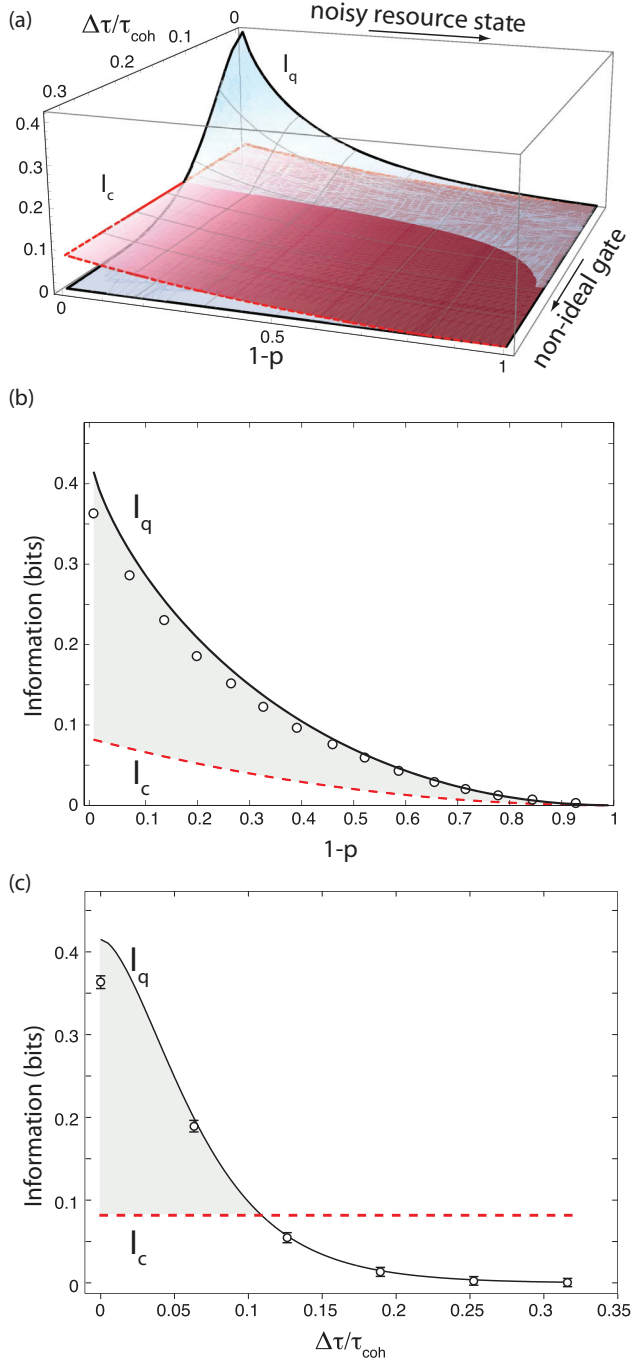 (a)
noisy resource state
Δτ/τcoh
0
0.1
0.2
0.3
Iq
0.4
0.3
0.2
0.1
0
Ic
0
0.5
1
1-p
non-ideal gate
(b)
Information (bits)
0.4
0.3
0.2
0.1
0
Iq
Ic
0 0.1 0.2 0.3 0.4 0.5 0.6 0.7 0.8 0.9 1
1-p
(c)
Information (bits)
0.4
0.3
0.2
0.1
0
Iq
Ic
0 0.05 0.1 0.15 0.2 0.25 0.3 0.35
Δτ/τcoh